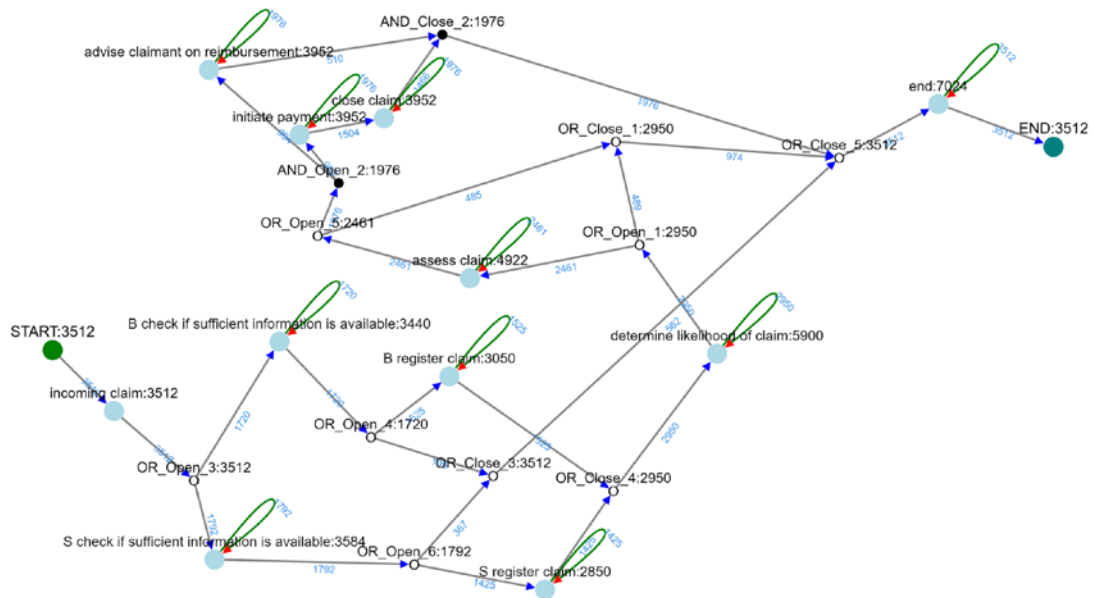 1976
AND_Close_2:1976
advise claimant on reimbursement:3952
510
1976
1976
3512
close claim:3952
end:7024
initiate payment:3952
1504
1976
3512
END:3512
OR_Close_1:2950
OR_Close_5:3512
974
AND_Open_2:1976
485
489
OR_Open_5:2461
2461
OR_Open_1:2950
assess claim:4922
2461
2461
1720
B check if sufficient information is available:3440
START:3512
1525
2950
562
determine likelihood of claim:5900
B register claim:3050
incoming claim:3512
1720
1720
OR_Open_4:1720
2950
OR_Open_3:3512
OR_Close_3:3512
OR_Close_4:2950
1792
1792
S check if sufficient information is available:3584
367
1792
OR_Open_6:1792
1425
1425
1425
S register claim:2850